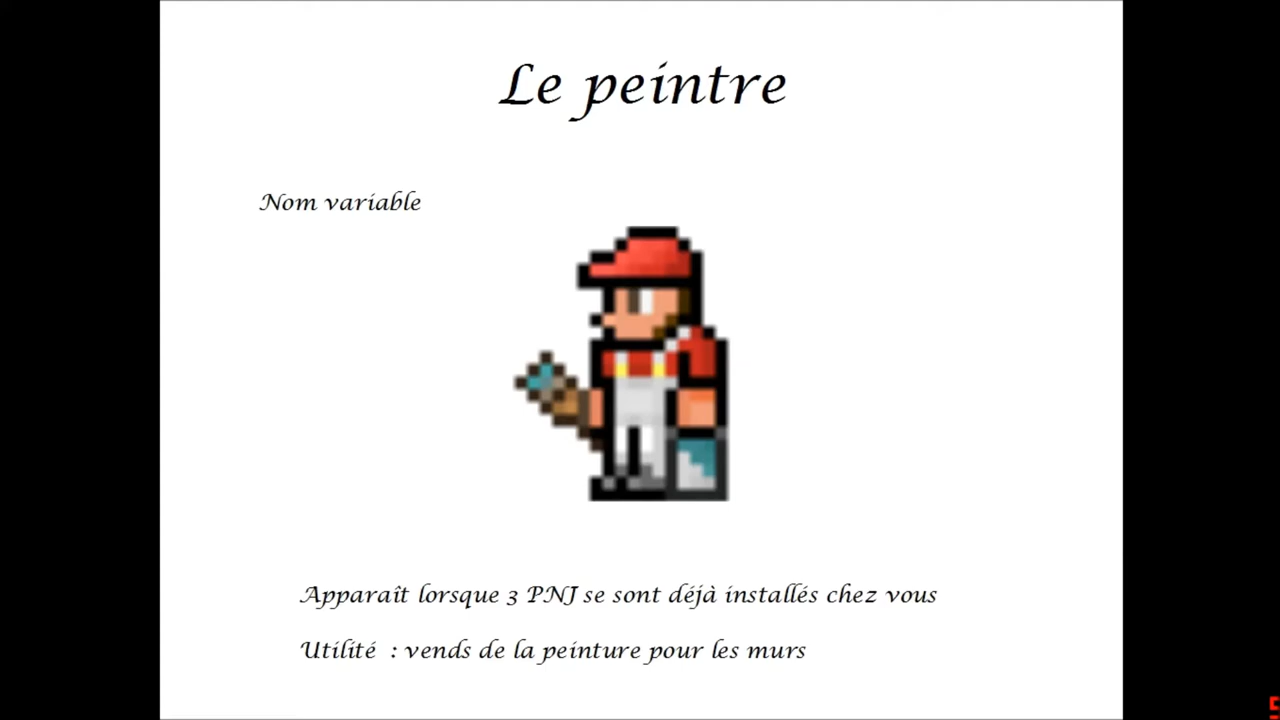 Le peintre
Nom variable
Apparaît lorsque 3 PNJ se sont déjà installés chez vous
Utilité : vends de la peinture pour les murs